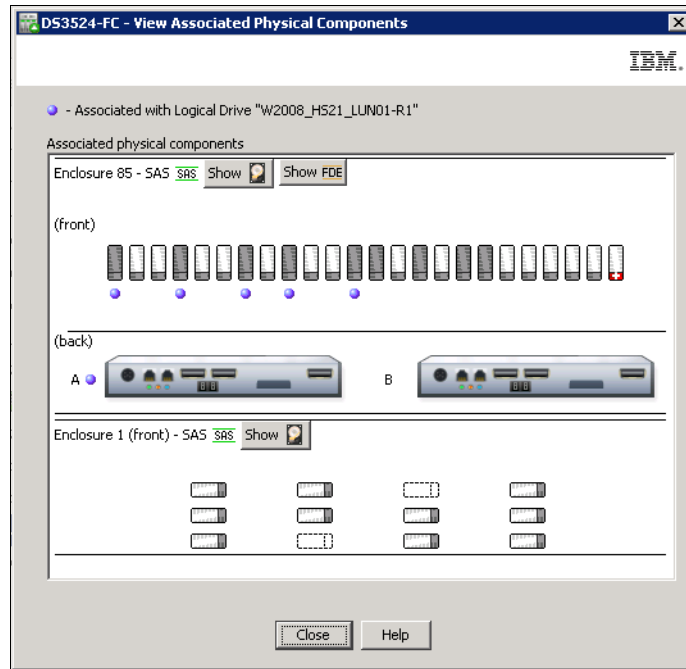 DS3524-FC - View Associated Physical Components
IBM.
- Associated with Logical Drive "W2008_HS21_LUN01-R1"
Associated physical components
Enclosure 85 - SAS SAS Show Show FDE
(front)
(back)
A B
Enclosure 1 (front) - SAS SAS Show
Close Help